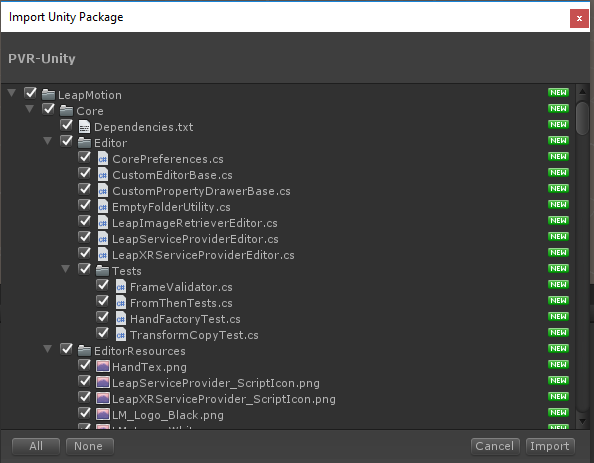 Import Unity Package
x
PVR-Unity
LeapMotion NEW
Core NEW
Dependencies.txt NEW
Editor NEW
C# CorePreferences.cs NEW
C# CustomEditorBase.cs NEW
C# CustomPropertyDrawerBase.cs NEW
C# EmptyFolderUtility.cs NEW
C# LeapImageRetrieverEditor.cs NEW
C# LeapServiceProviderEditor.cs NEW
C# LeapXRServiceProviderEditor.cs NEW
Tests NEW
C# FrameValidator.cs NEW
C# FromThenTests.cs NEW
C# HandFactoryTest.cs NEW
C# TransformCopyTest.cs NEW
EditorResources NEW
HandTex.png NEW
LeapServiceProvider_ScriptIcon.png NEW
LeapXRServiceProvider_ScriptIcon.png NEW
LM_Logo_Black.png NEW
All None Cancel Import